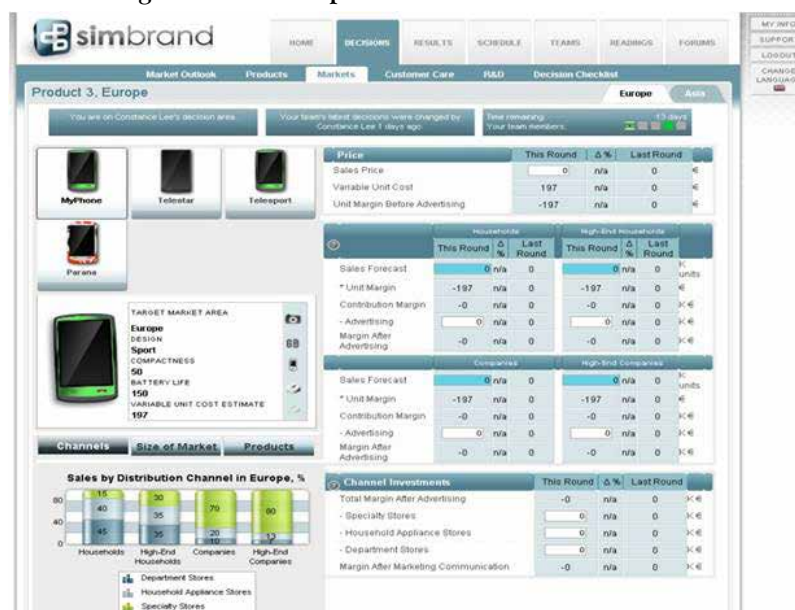 simbrand
HOME DECISIONS RESULTS SCHEDULE TEAMS READINGS FORUMS
MY INFO
SUPPOR
LOGOUT
CHANGE
LANGUAG
Market Outlook Products Markets Customer Care R&D Decision Checklist
Product 3, Europe
Europe Asia
You are on Constance Lee's decision area
Your team's latest decisions were changed by
Constance Lee 1 days ago
Time remaining: 13 days
Your team members:
MyPhone Telestar Telesport
Parana
Price This Round Δ % Last Round
Sales Price 0 n/a 0 €
Variable Unit Cost 197 n/a 0 €
Unit Margin Before Advertising -197 n/a 0 €
Households High-End Households
This Round Δ % Last Round This Round Δ % Last Round
Sales Forecast 0 n/a 0 0 n/a 0 K units
* Unit Margin -197 n/a 0 -197 n/a 0 €
Contribution Margin -0 n/a 0 -0 n/a 0 K €
- Advertising 0 n/a 0 0 n/a 0 K €
Margin After Advertising -0 n/a 0 -0 n/a 0 K €
Companies High-End Companies
Sales Forecast 0 n/a 0 0 n/a 0 K units
* Unit Margin -197 n/a 0 -197 n/a 0 €
Contribution Margin -0 n/a 0 -0 n/a 0 K €
- Advertising 0 n/a 0 0 n/a 0 K €
Margin After Advertising -0 n/a 0 -0 n/a 0 K €
TARGET MARKET AREA
Europe
DESIGN
Sport
COMPACTNESS
50
BATTERY LIFE
150
VARIABLE UNIT COST ESTIMATE
197
Channels Size of Market Products
Sales by Distribution Channel in Europe, %
80
40
0
15 30 70 80
40 35 20 13
45 35 10 7
Households High-End Households Companies High-End Companies
Department Stores
Household Appliance Stores
Specialty Stores
Channel Investments This Round Δ % Last Round
Total Margin After Advertising -0 n/a 0 K €
- Specialty Stores 0 n/a 0 K €
- Household Appliance Stores 0 n/a 0 K €
- Department Stores 0 n/a 0 K €
Margin After Marketing Communication -0 n/a 0 K €